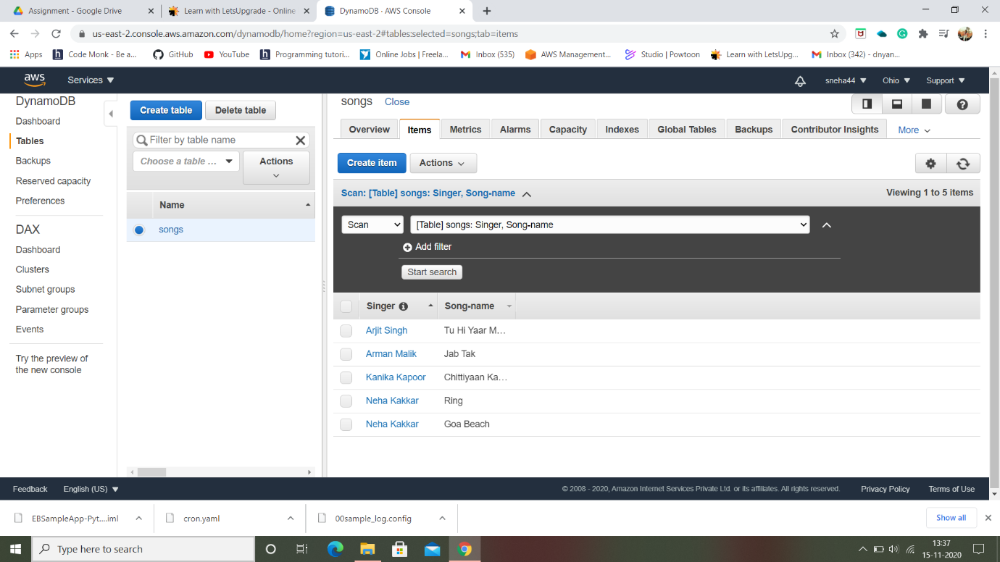 Assignment - Google Drive
Learn with LetsUpgrade - Online
DynamoDB · AWS Console
us-east-2.console.aws.amazon.com/dynamodb/home?region=us-east-2#tables:selected=songs;tab=items
Apps
Code Monk - Be a...
GitHub
YouTube
Programming tutori...
Online Jobs | Freela...
Inbox (535)
AWS Management...
Studio | Powtoon
Learn with LetsUpg...
Inbox (342) - dnyan...
aws
Services
sneha44
Ohio
Support
DynamoDB
Dashboard
Tables
Backups
Reserved capacity
Preferences
DAX
Dashboard
Clusters
Subnet groups
Parameter groups
Events
Try the preview of
the new console
Create table
Delete table
Filter by table name
Choose a table ...
Actions
Name
songs
songs
Close
Overview
Items
Metrics
Alarms
Capacity
Indexes
Global Tables
Backups
Contributor Insights
More
Create item
Actions
Scan: [Table] songs: Singer, Song-name
Viewing 1 to 5 items
Scan
[Table] songs: Singer, Song-name
Add filter
Start search
Singer
Song-name
Arjit Singh
Tu Hi Yaar M...
Arman Malik
Jab Tak
Kanika Kapoor
Chittiyaan Ka...
Neha Kakkar
Ring
Neha Kakkar
Goa Beach
Feedback
English (US)
© 2008 - 2020, Amazon Internet Services Private Ltd. or its affiliates. All rights reserved.
Privacy Policy
Terms of Use
EBSampleApp-Pyt....iml
cron.yaml
00sample_log.config
Show all
Type here to search
13:37
15-11-2020